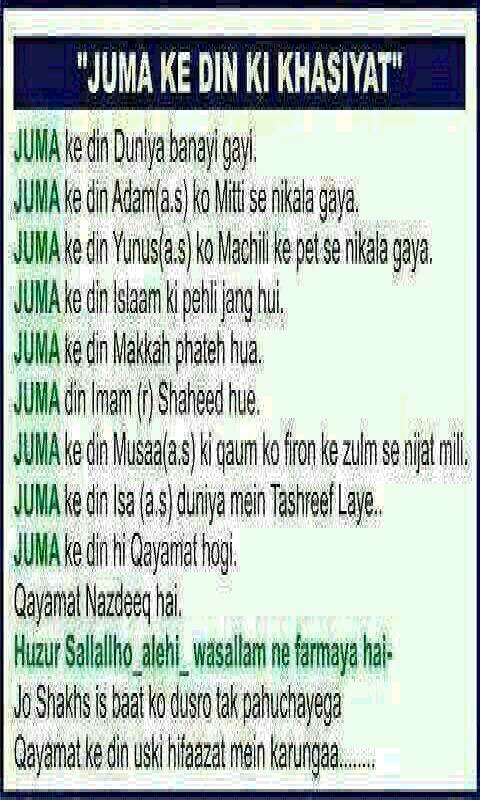 "JUMA KE DIN KI KHASIYAT"
JUMA ke din Duniya banayi gayi.
JUMA ke din Adam(a.s) ko Mitti se nikala gaya.
JUMA ke din Yunus(a.s) ko Machili ke pet se nikala gaya.
JUMA ke din Islaam ki pehli jang hui.
JUMA ke din Makkah phateh hua.
JUMA din Imam (r) Shaheed hue.
JUMA ke din Musaa(a.s) ki qaum ko firon ke zulm se nijat mili.
JUMA ke din Isa (a.s) duniya mein Tashreef Laye..
JUMA ke din hi Qayamat hogi.
Qayamat Nazdeeq hai.
Huzur Sallallho_alehi_ wasallam ne farmaya hai-
Jo Shakhs is baat ko dusro tak pahuchayega
Qayamat ke din uski hifaazat mein karungaa........